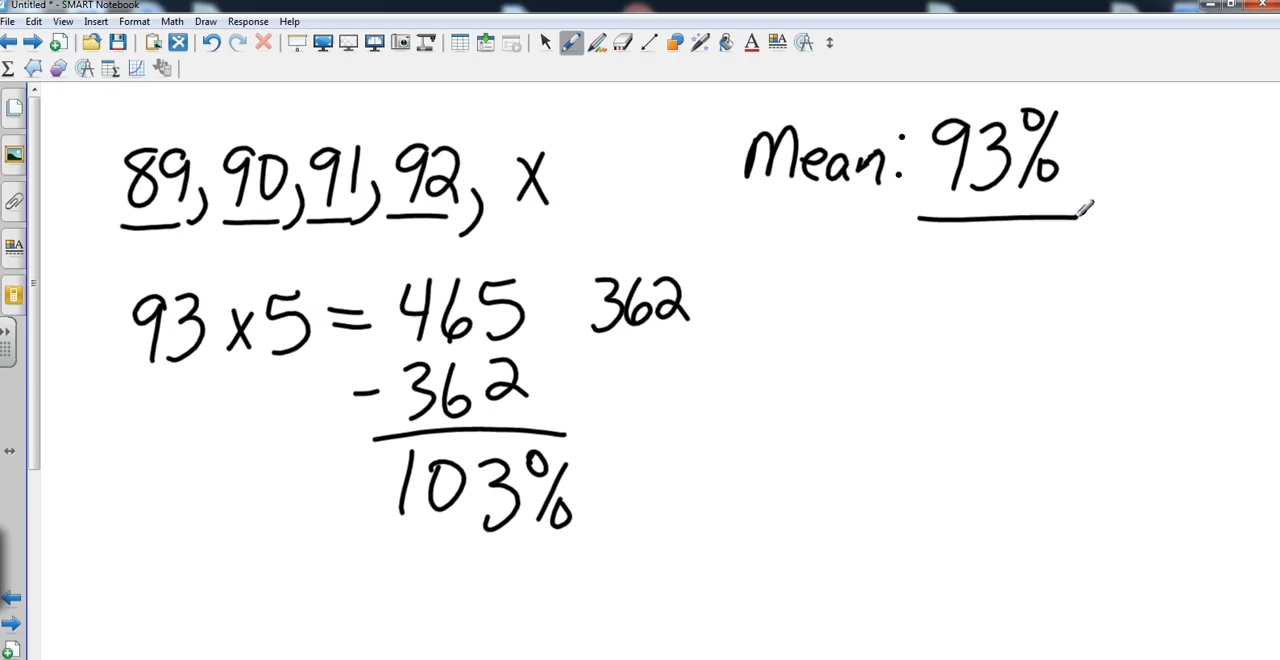 Untitled * - SMART Notebook
File Edit View Insert Format Math Draw Response Help
89, 90, 91, 92, x
Mean: 93%
93 x 5 = 465 362
- 362
103%